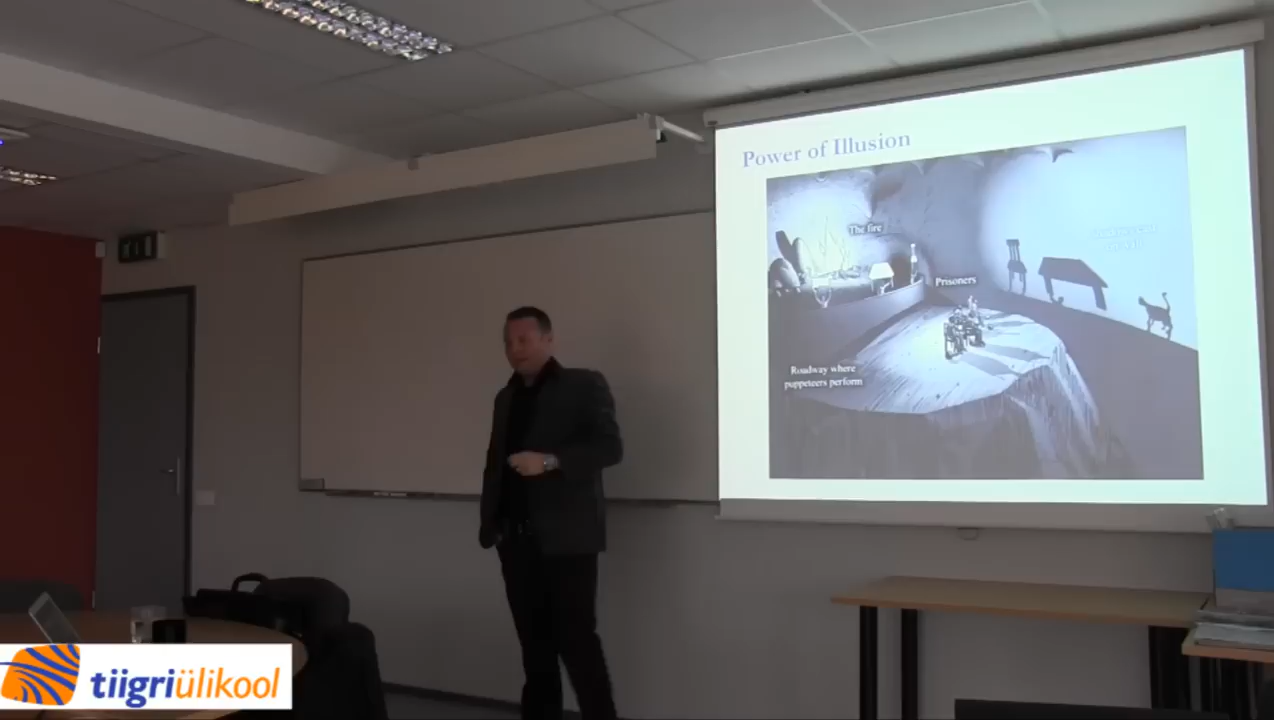 Power of Illusion
The fire
Prisoners
Roadway where
puppeteers perform
tiigriülikool